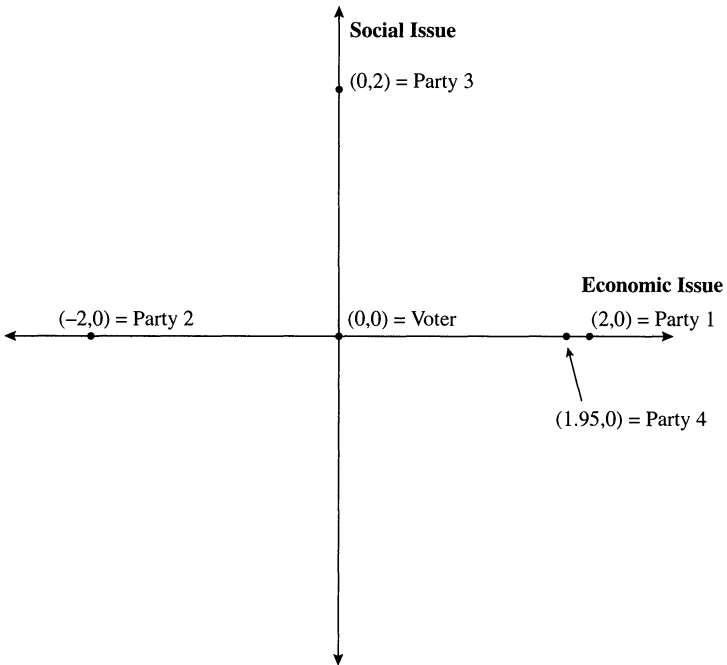 Social Issue
(0,2) = Party 3
Economic Issue
(–2,0) = Party 2
(0,0) = Voter
(2,0) = Party 1
(1.95,0) = Party 4